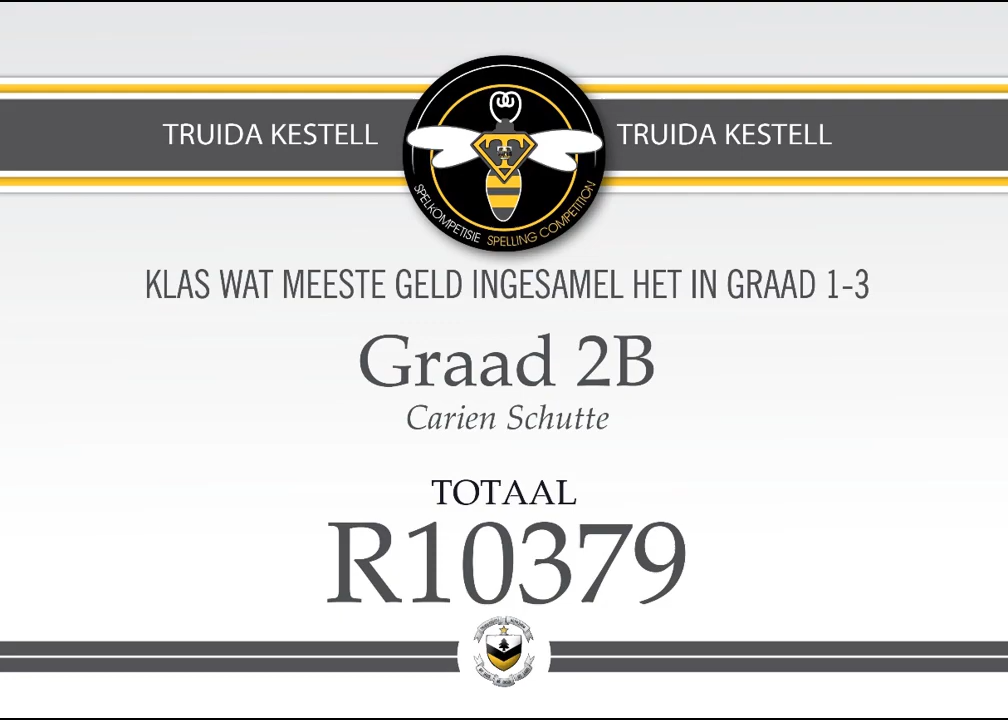 TRUIDA KESTELL
TRUIDA KESTELL
SPELKOMPETISIE SPELLING COMPETITION
KLAS WAT MEESTE GELD INGESAMEL HET IN GRAAD 1-3
Graad 2B
Carien Schutte
TOTAAL
R10379